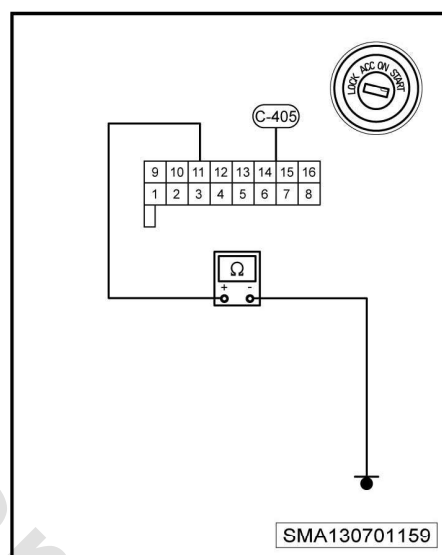 LOCK ACC ON START
C-405
9 10 11 12 13 14 15 16
1 2 3 4 5 6 7 8
Ω
+ -
SMA130701159